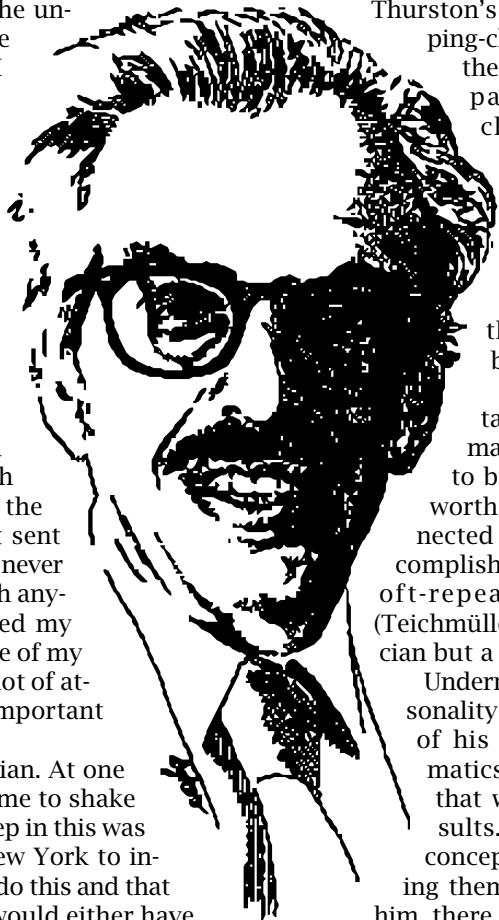 he un-
e
the
t sent
never
h any-
ed my
e of my
lot of at-
mportant
ian. At one
me to shake
ep in this was
ew York to in-
do this and that
would either have
Thurston's
ping-cl
the
pa
cl
th
b
ta
ma
to b
worth
nected
complish
oft-repea
(Teichmülle
cian but a
Undern
sonality
of his
matics
that w
sults.
concep
ing them
him there